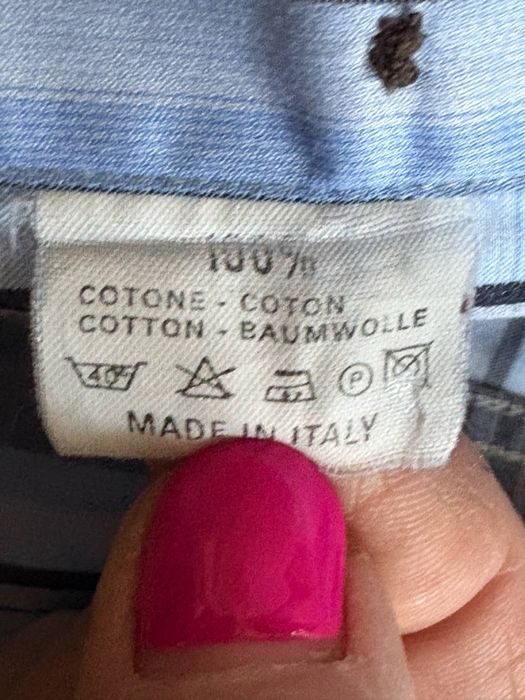 100%
COTONE - COTON
COTTON - BAUMWOLLE
40° P
MADE IN ITALY